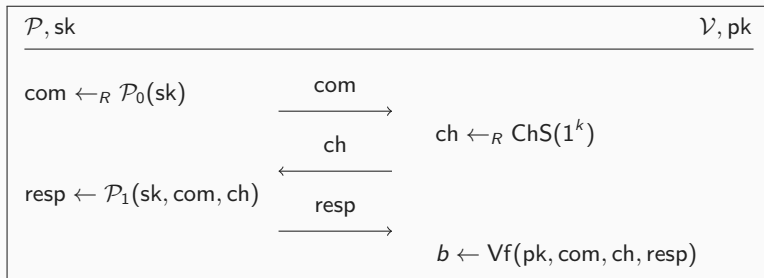 𝒫, sk 𝒱, pk
com ←_R 𝒫_0(sk)
com
ch ←_R ChS(1^k)
ch
resp ← 𝒫_1(sk, com, ch)
resp
b ← Vf(pk, com, ch, resp)